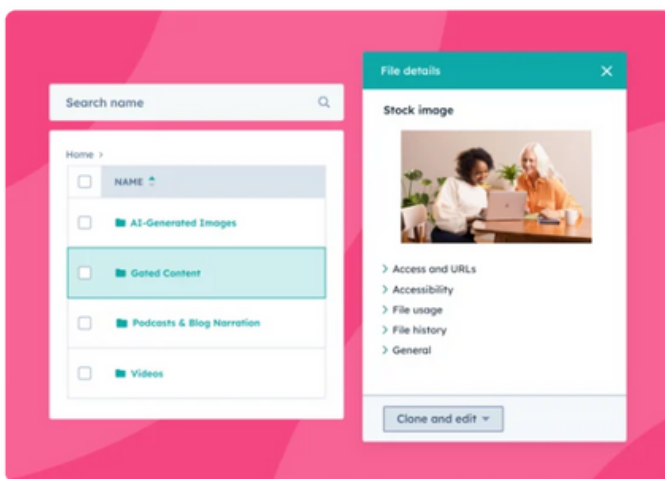 Search name
Home >
NAME
AI-Generated Images
Gated Content
Podcasts & Blog Narration
Videos
File details
Stock image
Access and URLs
Accessibility
File usage
File history
General
Clone and edit